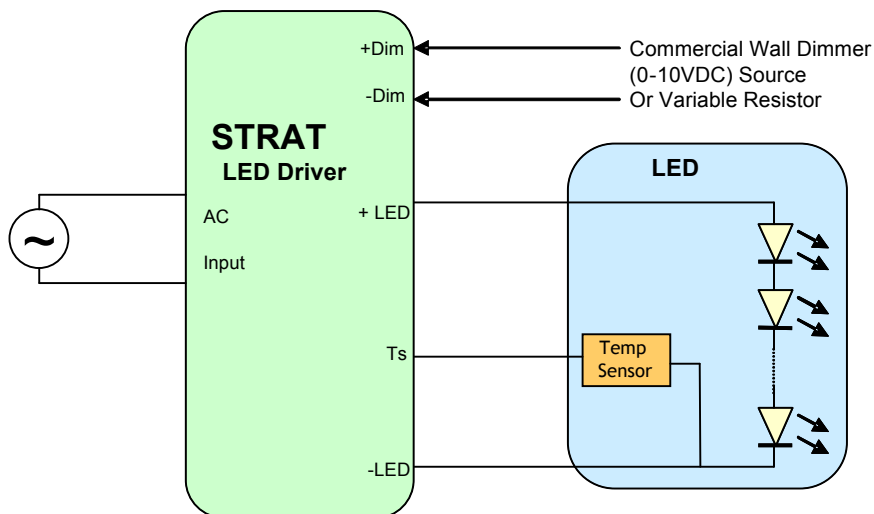 +Dim
Commercial Wall Dimmer
(0-10VDC) Source
-Dim
Or Variable Resistor
STRAT
LED Driver
LED
AC
+ LED
~
Input
Ts
Temp
Sensor
-LED